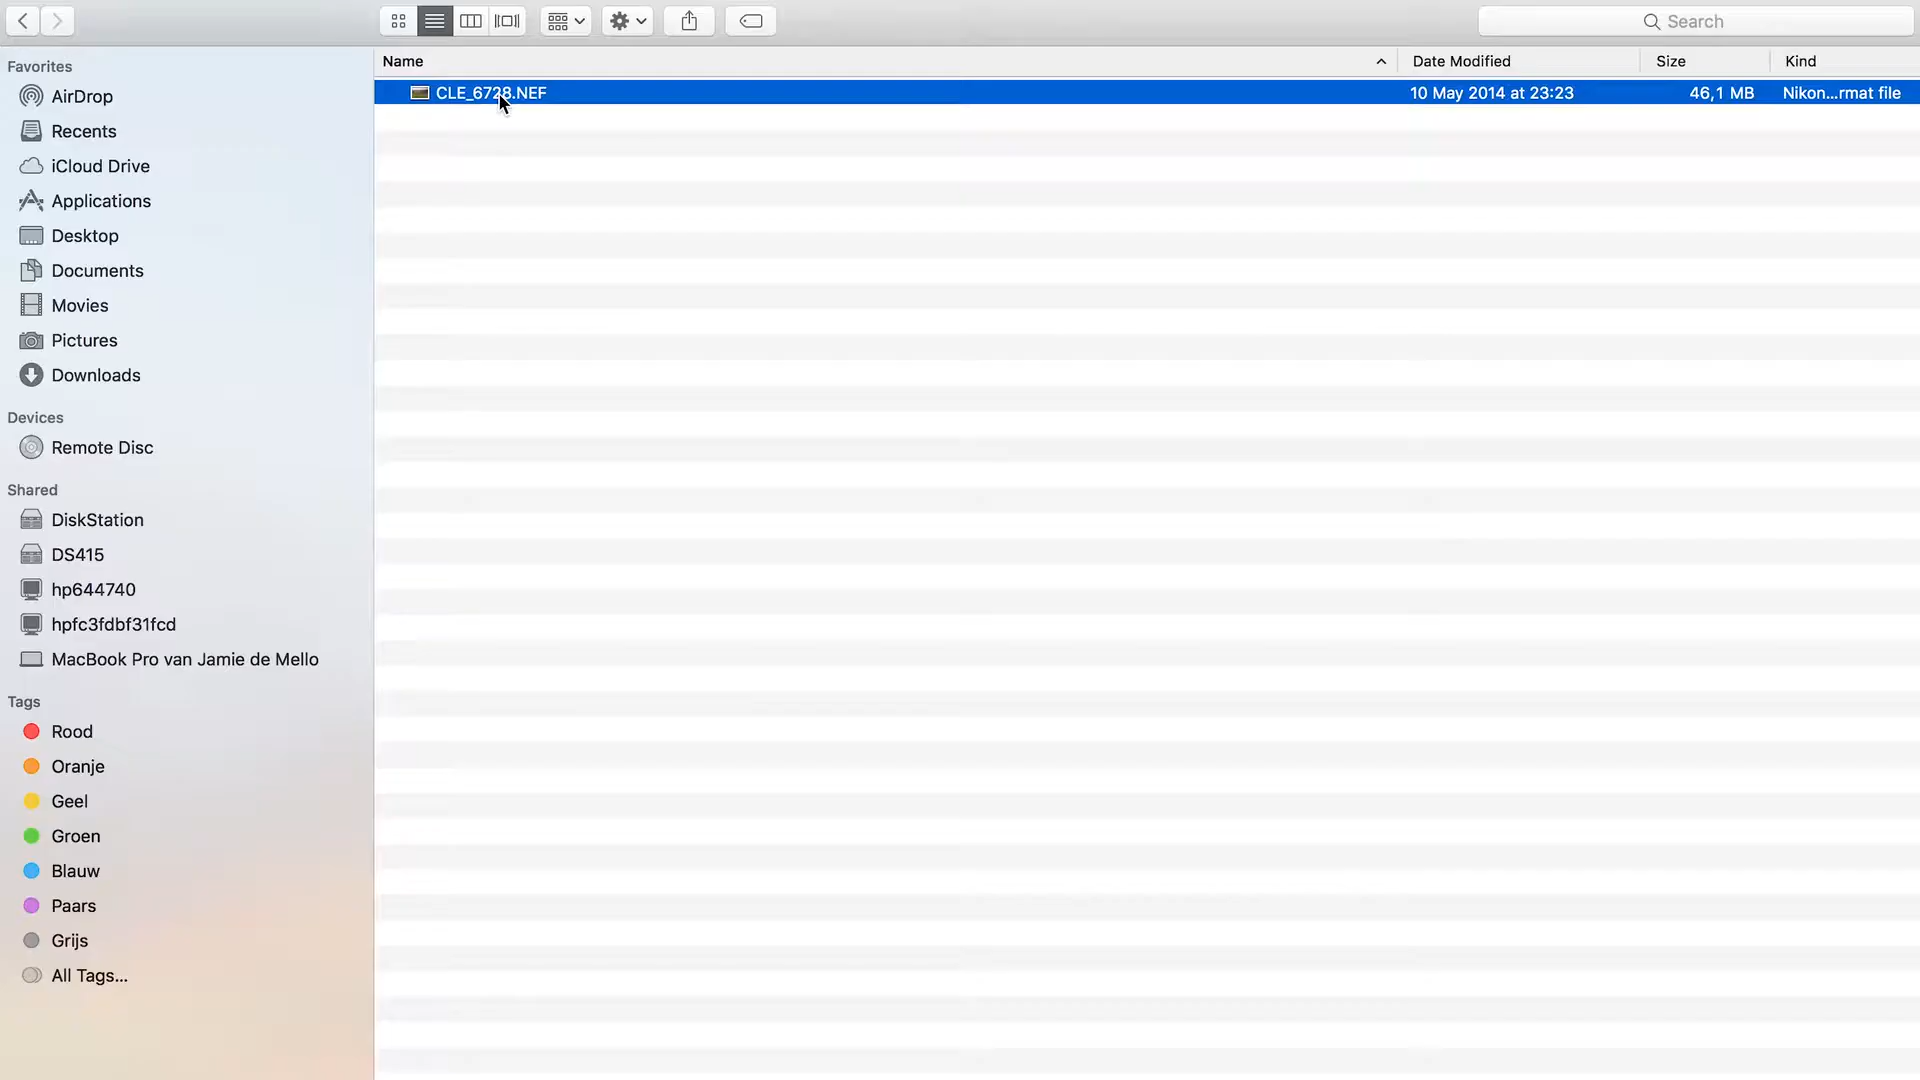 Search
Favorites
AirDrop
Recents
iCloud Drive
Applications
Desktop
Documents
Movies
Pictures
Downloads
Devices
Remote Disc
Shared
DiskStation
DS415
hp644740
hpfc3fdbf31fcd
MacBook Pro van Jamie de Mello
Tags
Rood
Oranje
Geel
Groen
Blauw
Paars
Grijs
All Tags...
Name Date Modified Size Kind
CLE_6728.NEF 10 May 2014 at 23:23 46,1 MB Nikon...rmat file